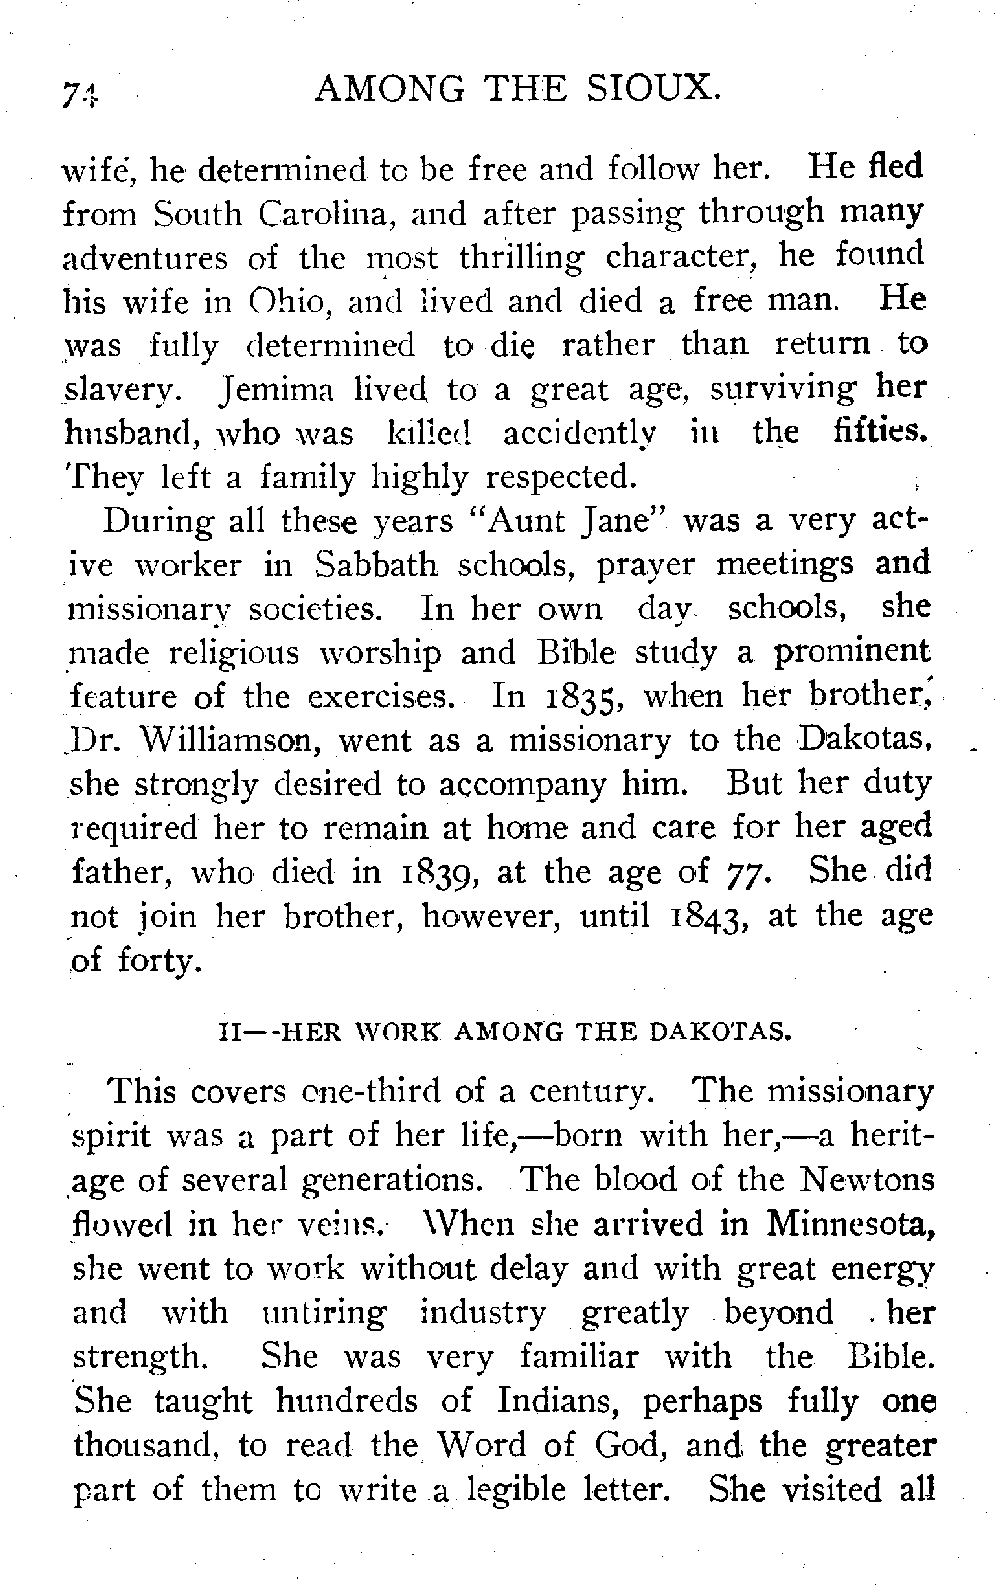 74 AMONG THE SIOUX.
wife, he determined to be free and follow her. He fled
from South Carolina, and after passing through many
adventures of the most thrilling character, he found
his wife in Ohio, and lived and died a free man. He
was fully determined to die rather than return to
slavery. Jemima lived to a great age, surviving her
husband, who was killed accidently in the fifties.
They left a family highly respected.
During all these years “Aunt Jane” was a very act-
ive worker in Sabbath schools, prayer meetings and
missionary societies. In her own day schools, she
made religious worship and Bible study a prominent
feature of the exercises. In 1835, when her brother,
Dr. Williamson, went as a missionary to the Dakotas,
she strongly desired to accompany him. But her duty
required her to remain at home and care for her aged
father, who died in 1839, at the age of 77. She did
not join her brother, however, until 1843, at the age
of forty.
II—-HER WORK AMONG THE DAKOTAS.
This covers one-third of a century. The missionary
spirit was a part of her life,—born with her,—a herit-
age of several generations. The blood of the Newtons
flowed in her veins. When she arrived in Minnesota,
she went to work without delay and with great energy
and with untiring industry greatly beyond her
strength. She was very familiar with the Bible.
She taught hundreds of Indians, perhaps fully one
thousand, to read the Word of God, and the greater
part of them to write a legible letter. She visited all